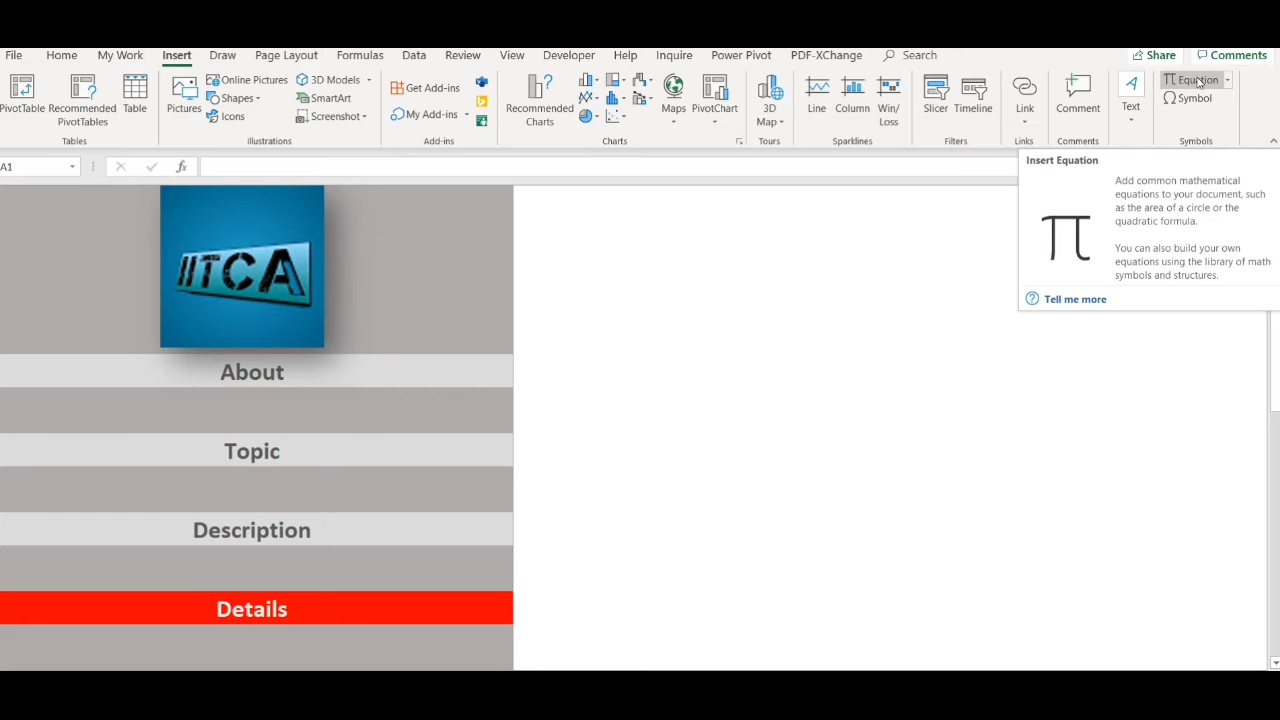 File Home My Work Insert Draw Page Layout Formulas Data Review View Developer Help Inquire Power Pivot PDF-XChange Search Share Comments
PivotTable
Recommended
PivotTables
Table
Tables
Pictures
Online Pictures
Shapes
Icons
3D Models
SmartArt
Screenshot
Illustrations
Get Add-ins
My Add-ins
Add-ins
Recommended
Charts
Maps
PivotChart
Charts
3D
Map
Tours
Line
Column
Win/
Loss
Sparklines
Slicer
Timeline
Filters
Link
Links
Comment
Comments
Text
π Equation
Ω Symbol
Symbols
A1
fx
Insert Equation
π
Add common mathematical
equations to your document, such
as the area of a circle or the
quadratic formula.
You can also build your own
equations using the library of math
symbols and structures.
Tell me more
IITCA
About
Topic
Description
Details